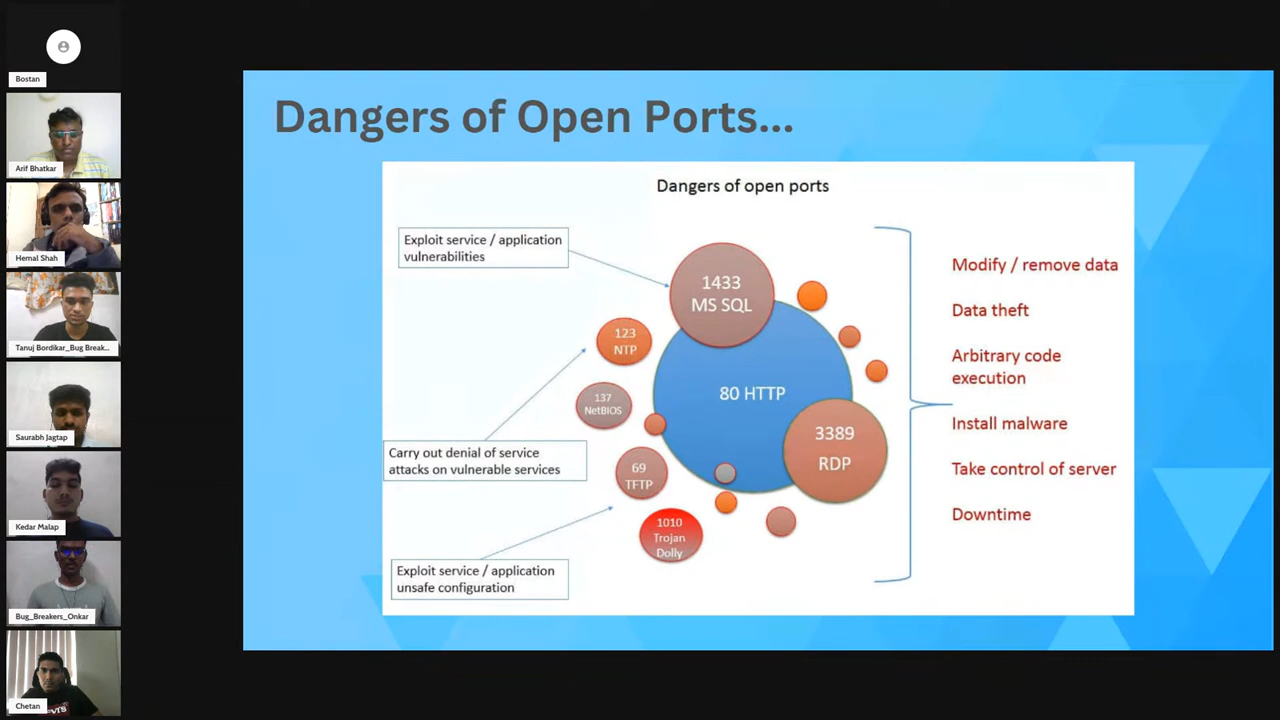 Bostan
Arif Bhatkar
Hemal Shah
Tanuj Bordikar_Bug Break...
Saurabh Jagtap
Kedar Malap
Bug_Breakers_Onkar
Chetan
Dangers of Open Ports...
Dangers of open ports
Exploit service / application
vulnerabilities
1433
MS SQL
123
NTP
137
NetBIOS
80 HTTP
3389
RDP
Carry out denial of service
attacks on vulnerable services
69
TFTP
1010
Trojan
Dolly
Exploit service / application
unsafe configuration
Modify / remove data
Data theft
Arbitrary code
execution
Install malware
Take control of server
Downtime